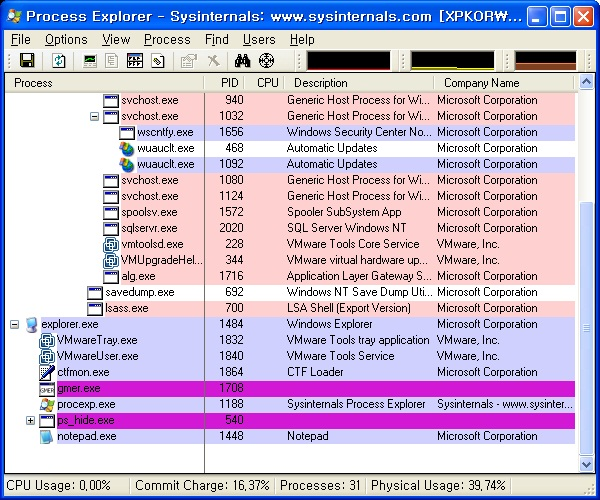 Process Explorer - Sysinternals: www.sysinternals.com [XPKOR₩...
File Options View Process Find Users Help
Process PID CPU Description Company Name
svchost.exe 940 Generic Host Process for Wi... Microsoft Corporation
svchost.exe 1032 Generic Host Process for Wi... Microsoft Corporation
wscntfy.exe 1656 Windows Security Center No... Microsoft Corporation
wuauclt.exe 468 Automatic Updates Microsoft Corporation
wuauclt.exe 1092 Automatic Updates Microsoft Corporation
svchost.exe 1080 Generic Host Process for Wi... Microsoft Corporation
svchost.exe 1124 Generic Host Process for Wi... Microsoft Corporation
spoolsv.exe 1572 Spooler SubSystem App Microsoft Corporation
sqlservr.exe 2020 SQL Server Windows NT Microsoft Corporation
vmtoolsd.exe 228 VMware Tools Core Service VMware, Inc.
VMUpgradeHel... 344 VMware virtual hardware up... VMware, Inc.
alg.exe 1716 Application Layer Gateway S... Microsoft Corporation
savedump.exe 692 Windows NT Save Dump Uti... Microsoft Corporation
lsass.exe 700 LSA Shell (Export Version) Microsoft Corporation
explorer.exe 1484 Windows Explorer Microsoft Corporation
VMwareTray.exe 1832 VMware Tools tray application VMware, Inc.
VMwareUser.exe 1840 VMware Tools Service VMware, Inc.
ctfmon.exe 1864 CTF Loader Microsoft Corporation
GMER gmer.exe 1708
procexp.exe 1188 Sysinternals Process Explorer Sysinternals - www.sysinter...
ps_hide.exe 540
notepad.exe 1448 Notepad Microsoft Corporation
CPU Usage: 0,00% Commit Charge: 16,37% Processes: 31 Physical Usage: 39,74%